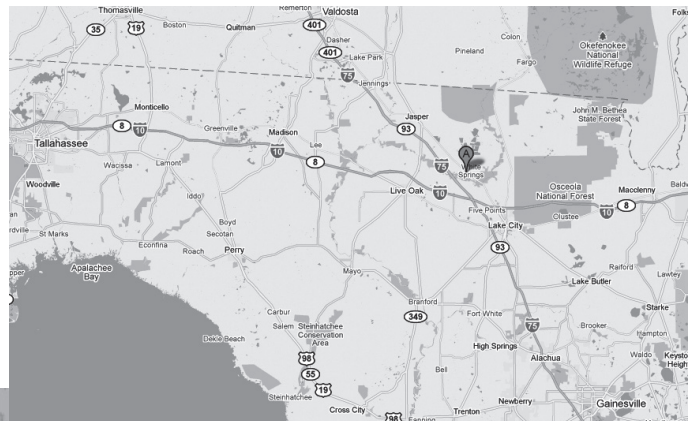 Thomasville
Boston
Quitman
Remerton
Valdosta
35
19
401
Dasher
401
Lake Park
75
Jennings
Colon
Pineland
Fargo
Folks
Okefenokee
National
Wildlife Refuge
Monticello
8
10
Tallahassee
Greenville
Madison
10
Lee
8
Jasper
93
75
A
Springs
John M. Bethea
State Forest
Wacissa
Lamont
Woodville
Iddo
Live Oak
10
Osceola
National Forest
Macclenny
Baldw
10
8
Five Points
Olustee
Lake City
93
St Marks
Econfina
Boyd
Secotan
Roach
Perry
Apalachee
Bay
Mayo
Raiford
Lawtey
Lake Butler
Branford
349
Fort White
75
Starke
Brooker
Hampton
Carbur
Salem
Steinhatchee
Conservation
Area
Dekle Beach
98
55
19
Steinhatchee
Cross City
Bell
High Springs
Alachua
Waldo
Keysto
Heigh
Newberry
Trenton
Gainesville
98
Fanning